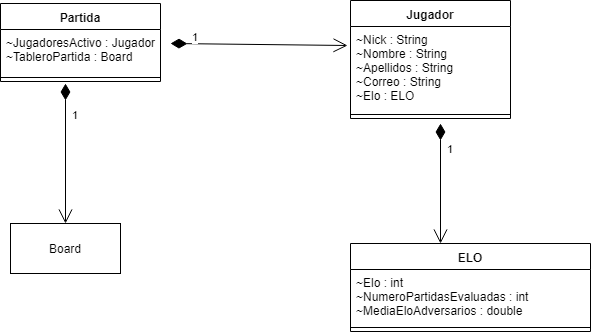 Partida
~JugadoresActivo : Jugador
~TableroPartida : Board
1
Jugador
~Nick : String
~Nombre : String
~Apellidos : String
~Correo : String
~Elo : ELO
1
1
Board
ELO
~Elo : int
~NumeroPartidasEvaluadas : int
~MediaEloAdversarios : double